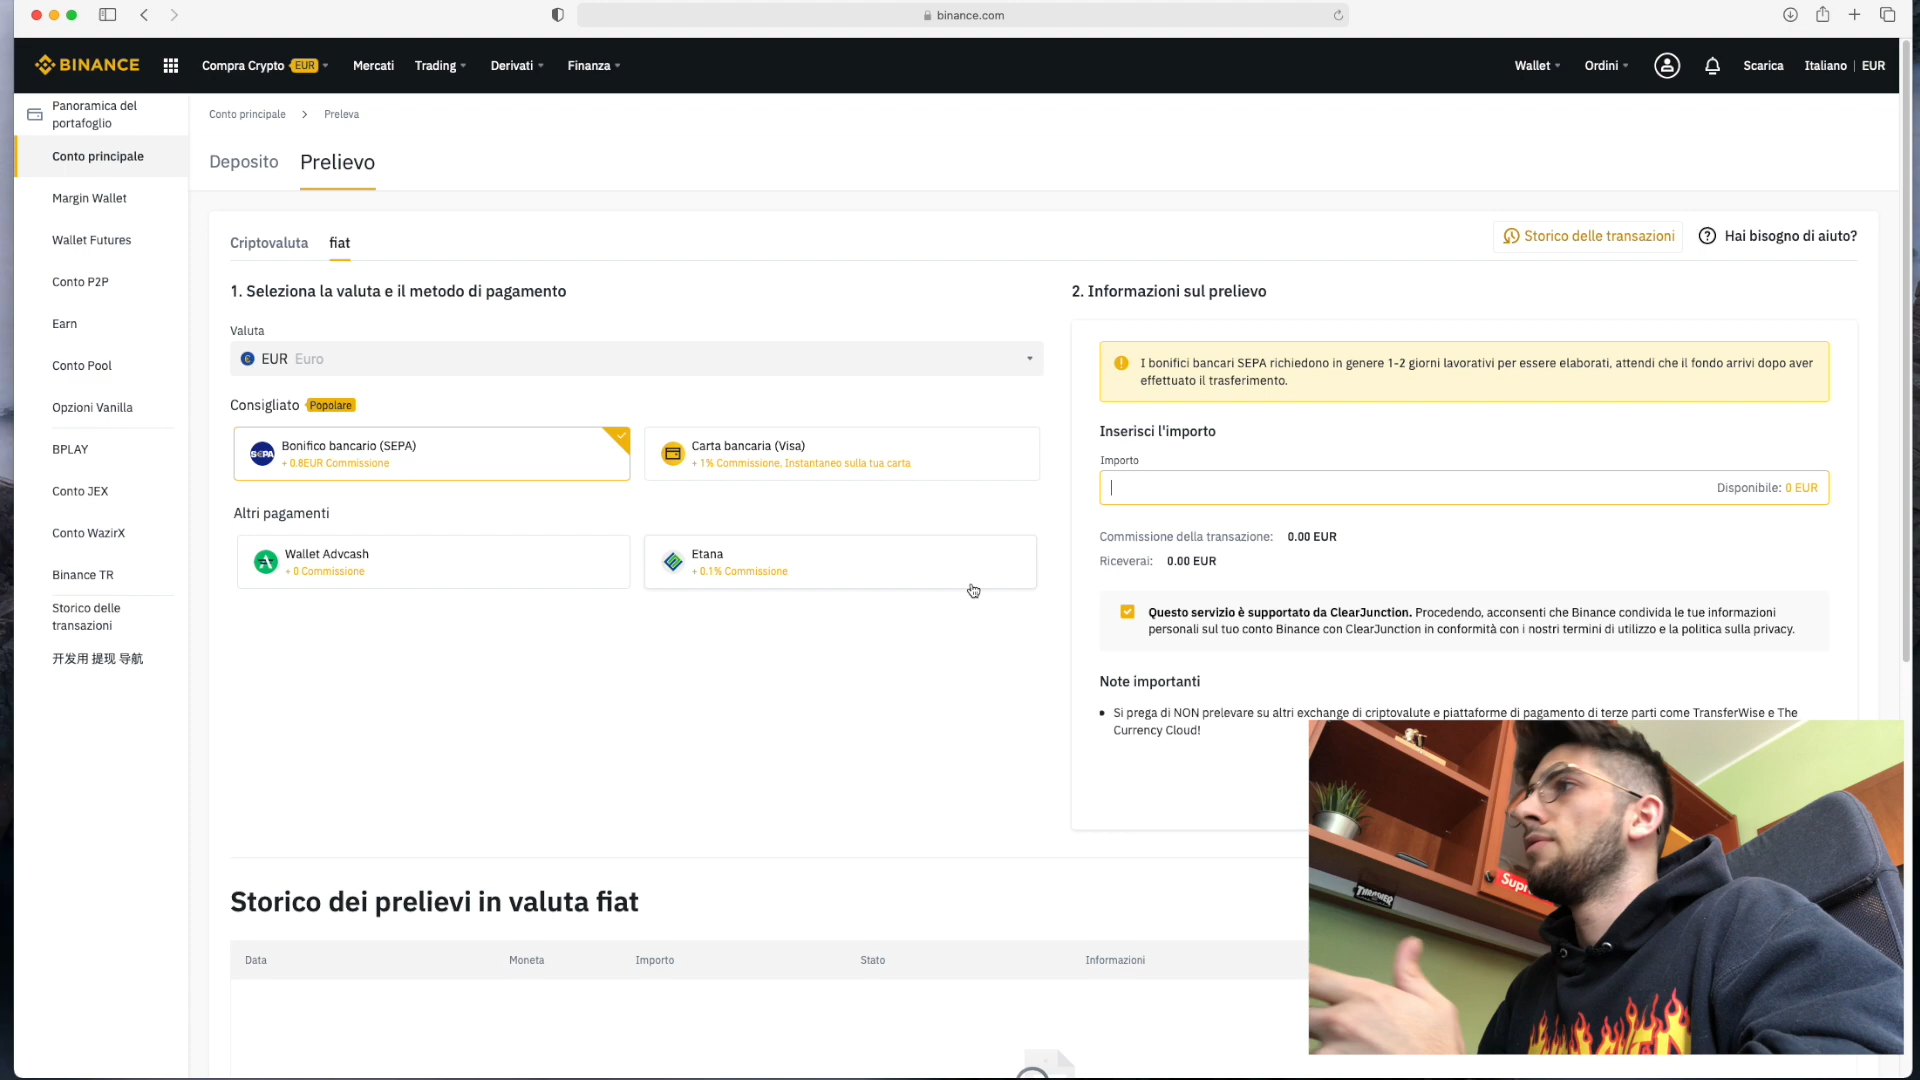 binance.com
BINANCE
Compra Crypto EUR
Mercati
Trading
Derivati
Finanza
Wallet
Ordini
Scarica
Italiano | EUR
Panoramica del
portafoglio
Conto principale
Margin Wallet
Wallet Futures
Conto P2P
Earn
Conto Pool
Opzioni Vanilla
BPLAY
Conto JEX
Conto WazirX
Binance TR
Storico delle
transazioni
开发用 提现 导航
Conto principale > Preleva
Deposito
Prelievo
Criptovaluta
fiat
Storico delle transazioni
Hai bisogno di aiuto?
1. Seleziona la valuta e il metodo di pagamento
Valuta
EUR Euro
Consigliato Popolare
SEPA
Bonifico bancario (SEPA)
+ 0.8EUR Commissione
Carta bancaria (Visa)
+ 1% Commissione, Instantaneo sulla tua carta
Altri pagamenti
Wallet Advcash
+ 0 Commissione
Etana
+ 0.1% Commissione
2. Informazioni sul prelievo
I bonifici bancari SEPA richiedono in genere 1-2 giorni lavorativi per essere elaborati, attendi che il fondo arrivi dopo aver
effettuato il trasferimento.
Inserisci l'importo
Importo
Disponibile: 0 EUR
Commissione della transazione: 0.00 EUR
Riceverai: 0.00 EUR
Questo servizio è supportato da ClearJunction. Procedendo, acconsenti che Binance condivida le tue informazioni
personali sul tuo conto Binance con ClearJunction in conformità con i nostri termini di utilizzo e la politica sulla privacy.
Note importanti
Si prega di NON prelevare su altri exchange di criptovalute e piattaforme di pagamento di terze parti come TransferWise e The
Currency Cloud!
Storico dei prelievi in valuta fiat
Data
Moneta
Importo
Stato
Informazioni
THRASHER